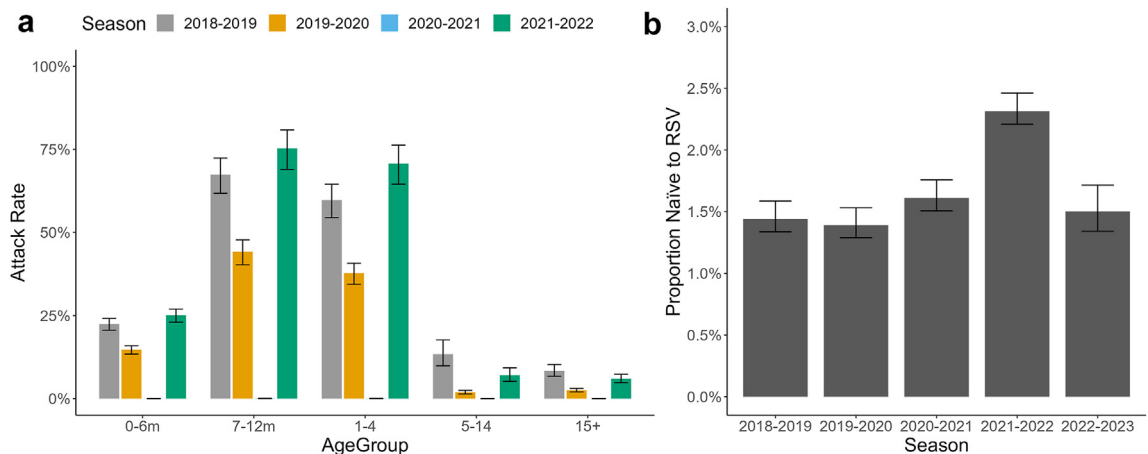 a
Season 2018-2019 2019-2020 2020-2021 2021-2022
100%
75%
50%
25%
0%
Attack Rate
0-6m 7-12m 1-4 5-14 15+
AgeGroup
b
3.0%
2.5%
2.0%
1.5%
1.0%
0.5%
0.0%
Proportion Naïve to RSV
2018-2019 2019-2020 2020-2021 2021-2022 2022-2023
Season